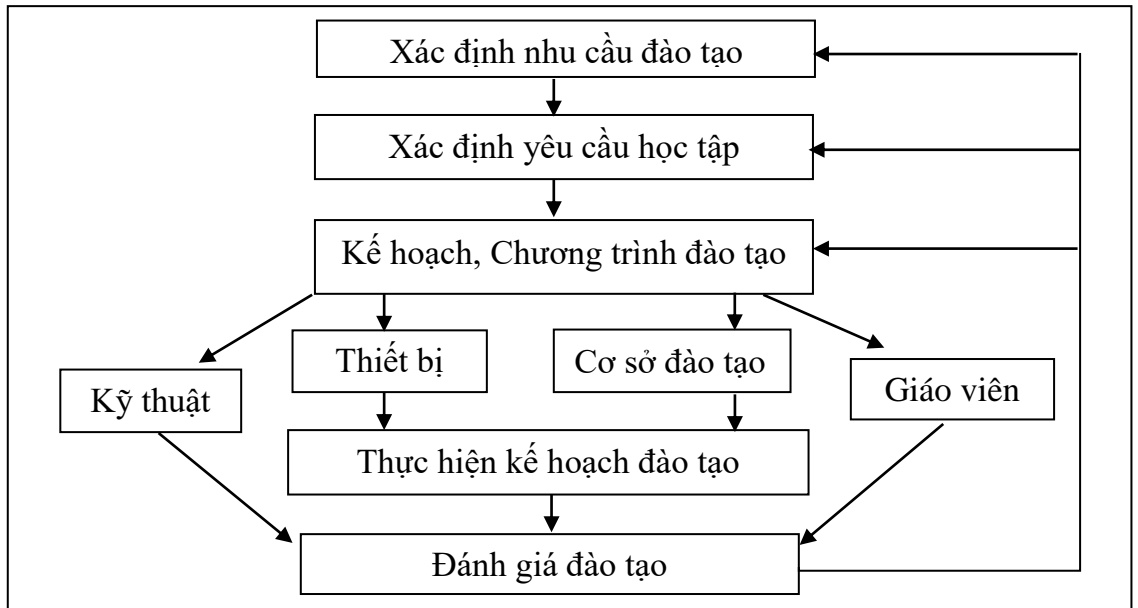 Xác định nhu cầu đào tạo
Xác định yêu cầu học tập
Kế hoạch, Chương trình đào tạo
Thiết bị
Cơ sở đào tạo
Kỹ thuật
Giáo viên
Thực hiện kế hoạch đào tạo
Đánh giá đào tạo